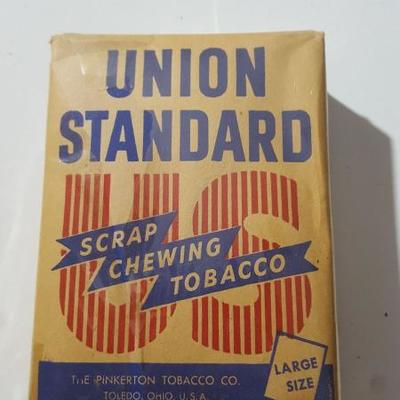 UNION
STANDARD
US
SCRAP
CHEWING
TOBACCO
THE PINKERTON TOBACCO CO.
TOLEDO, OHIO, U.S.A.
LARGE
SIZE